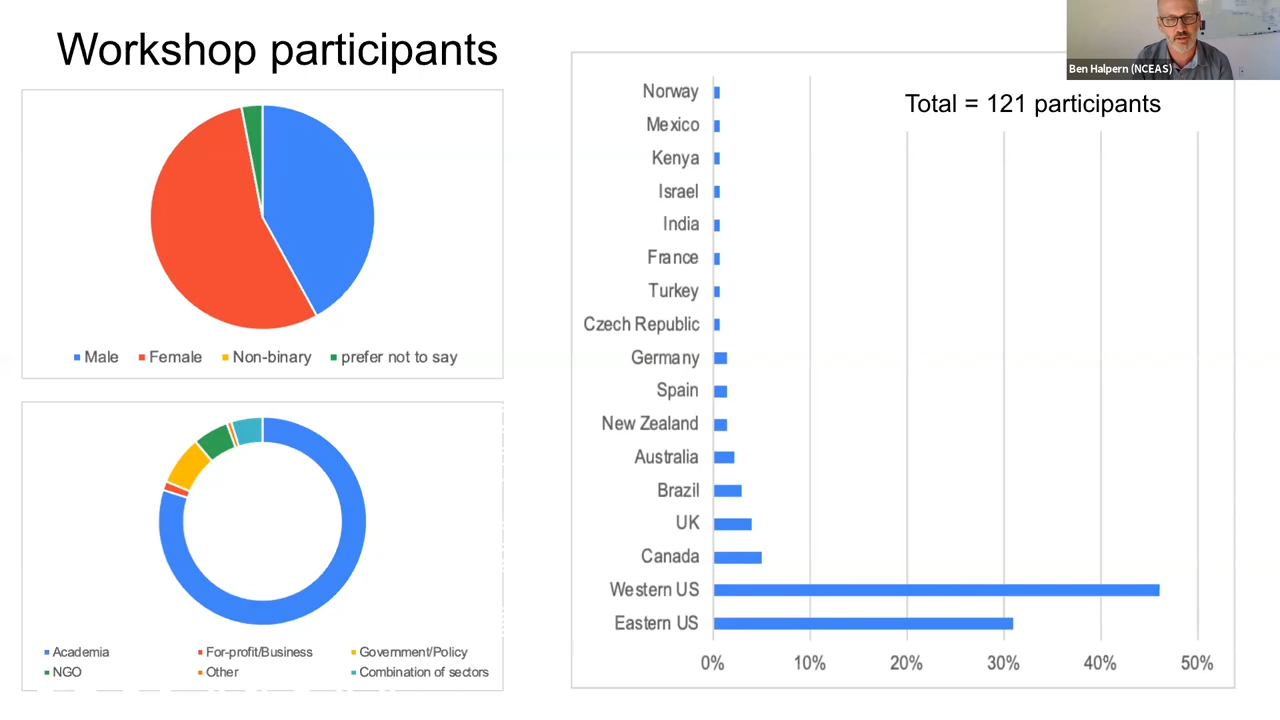 Workshop participants
Ben Halpern (NCEAS)
Male Female Non-binary prefer not to say
Academia For-profit/Business Government/Policy
NGO Other Combination of sectors
Total = 121 participants
Norway
Mexico
Kenya
Israel
India
France
Turkey
Czech Republic
Germany
Spain
New Zealand
Australia
Brazil
UK
Canada
Western US
Eastern US
0% 10% 20% 30% 40% 50%